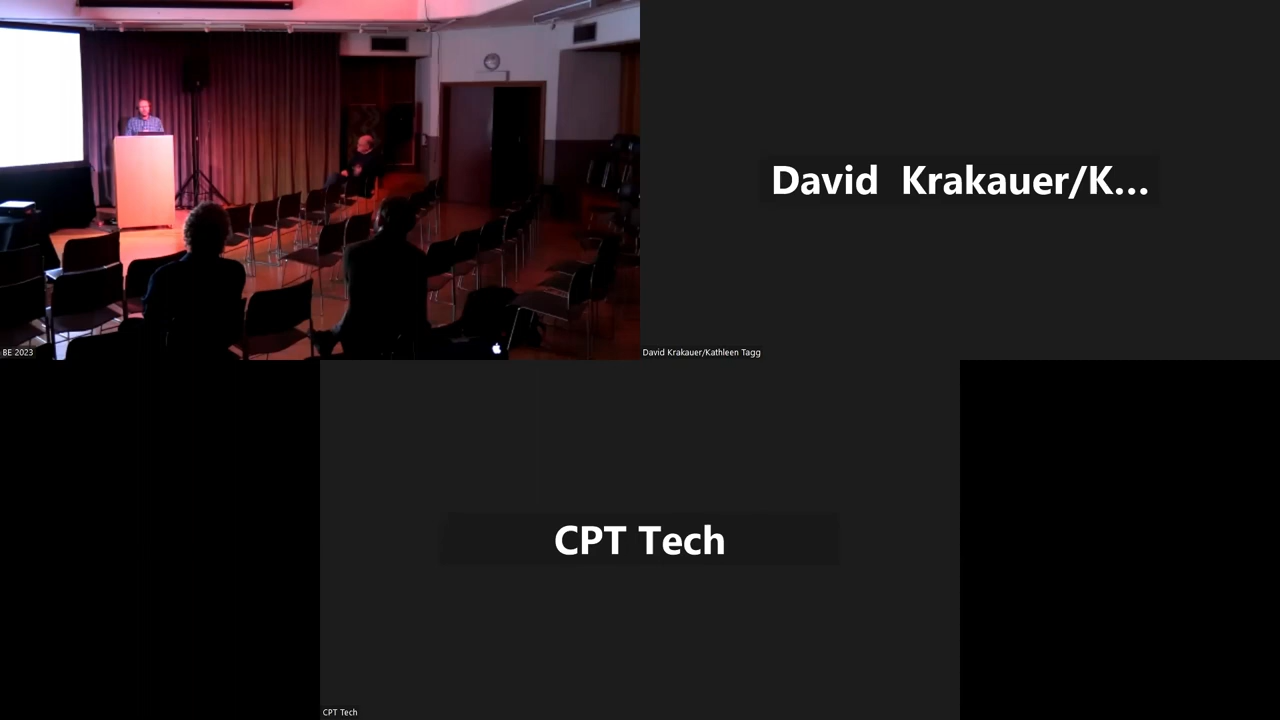 David Krakauer/K...
BE 2023
David Krakauer/Kathleen Tagg
CPT Tech
CPT Tech